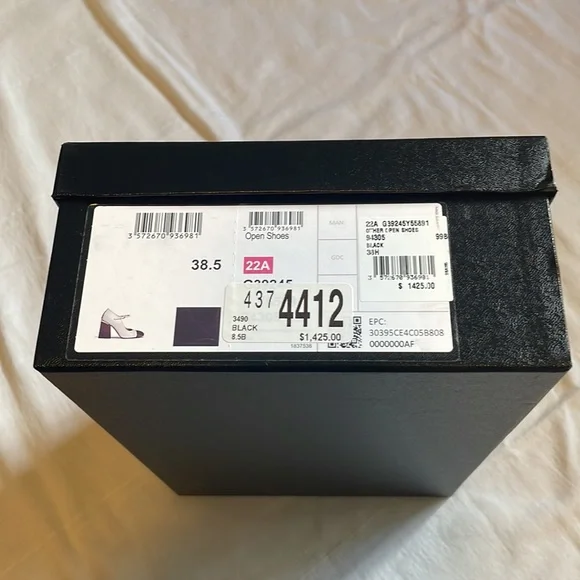 3 572670 936981
38.5
3 572670 936981
Open Shoes
22A
437 4412
3490
BLACK
8.5B
$1,425.00
1837536
22A G39245Y55891
OTHER OPEN SHOES
94305
BLACK
38H
3 572670 936981
$ 1425.00
EPC:
30395CE4C05B808
0000000AF